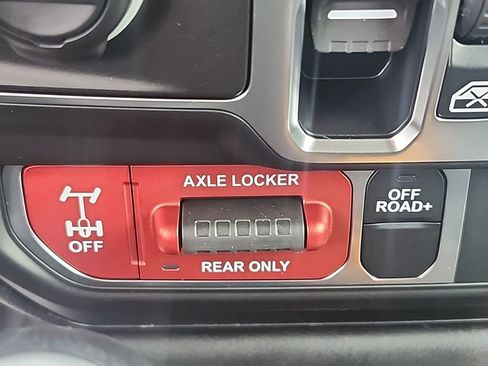 AXLE LOCKER
OFF
REAR ONLY
OFF
ROAD+